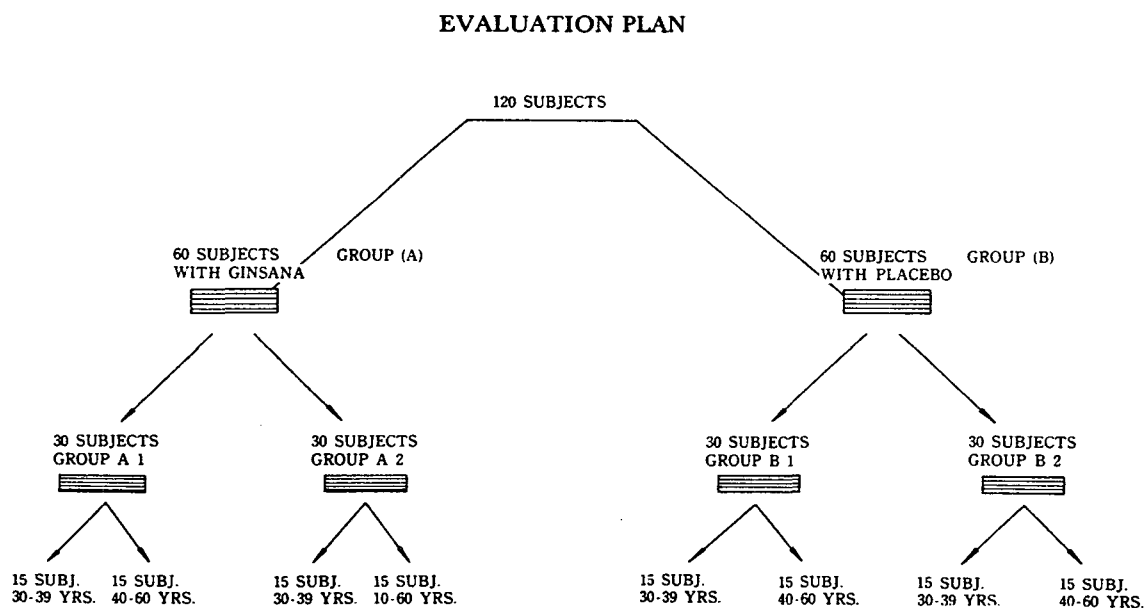 EVALUATION PLAN
120 SUBJECTS
60 SUBJECTS
WITH GINSANA
GROUP (A)
60 SUBJECTS
WITH PLACEBO
GROUP (B)
30 SUBJECTS
GROUP A 1
30 SUBJECTS
GROUP A 2
30 SUBJECTS
GROUP B 1
30 SUBJECTS
GROUP B 2
15 SUBJ.
30-39 YRS.
15 SUBJ.
40-60 YRS.
15 SUBJ.
30-39 YRS.
15 SUBJ.
10-60 YRS.
15 SUBJ.
30-39 YRS.
15 SUBJ.
40-60 YRS.
15 SUBJ.
30-39 YRS.
15 SUBJ.
40-60 YRS.